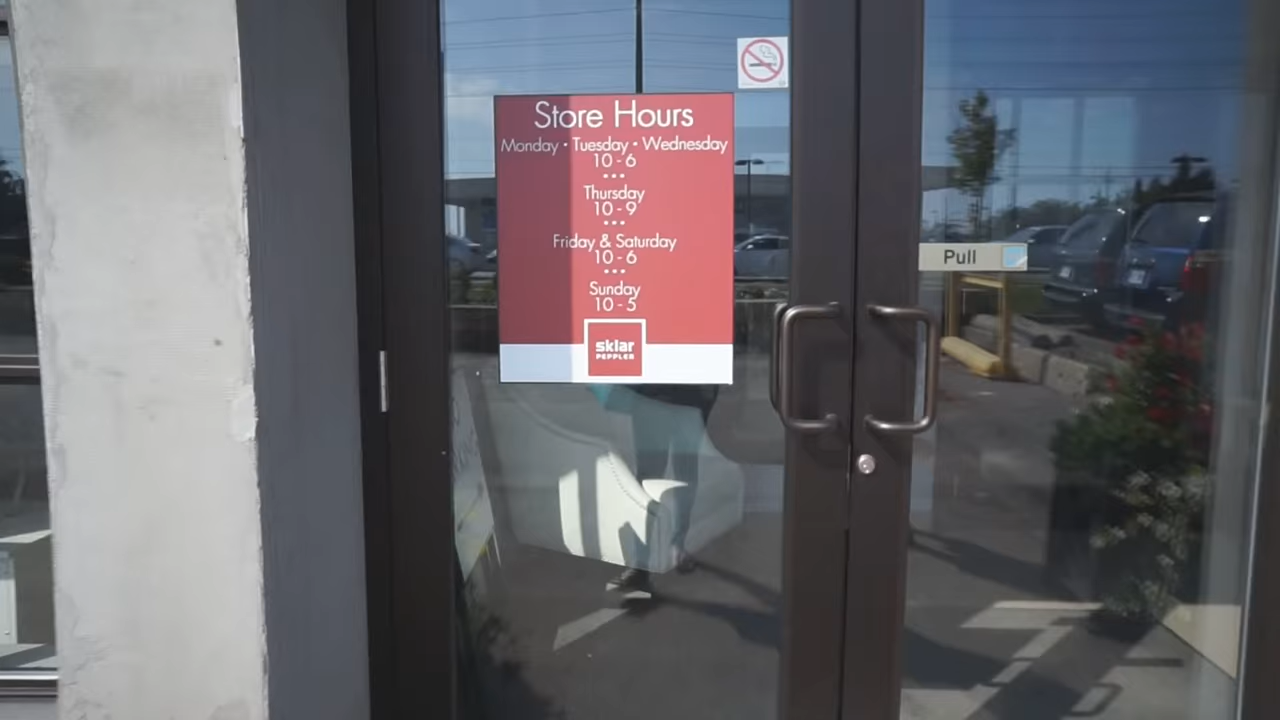 Store Hours
Monday • Tuesday • Wednesday
10 - 6
•••
Thursday
10 - 9
•••
Friday & Saturday
10 - 6
•••
Sunday
10 - 5
sklar
PEPPLER
Pull